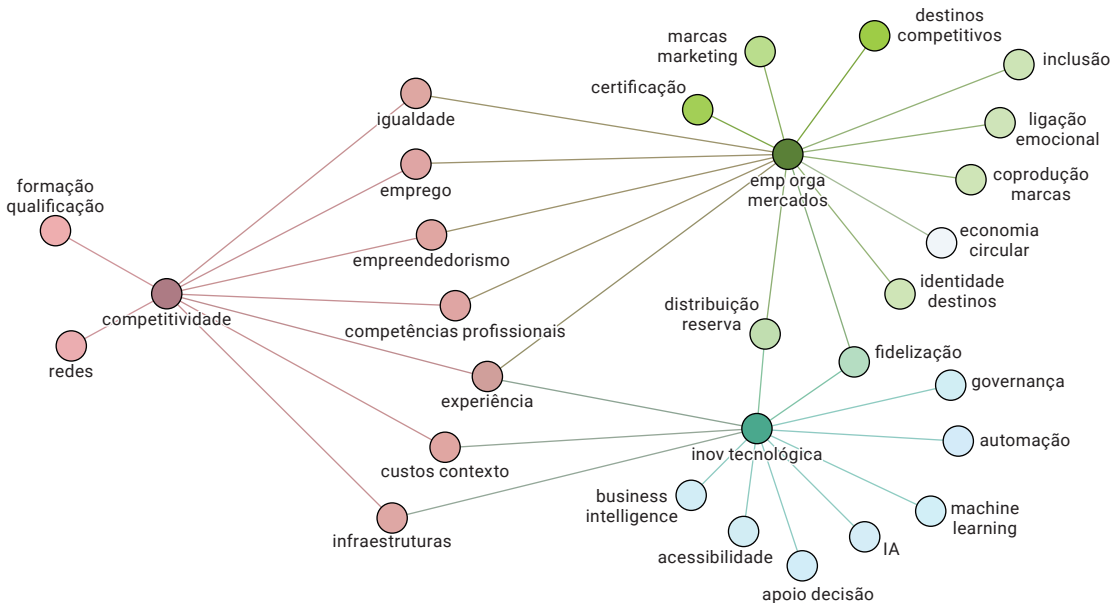 destinos
competitivos
marcas
marketing
inclusão
certificação
igualdade
ligação
emocional
emp orga
mercados
coprodução
marcas
emprego
formação
qualificação
economia
circular
empreendedorismo
identidade
destinos
distribuição
reserva
competitividade
competências profissionais
redes
fidelização
governança
experiência
automação
inov tecnológica
custos contexto
business
intelligence
machine
learning
infraestruturas
acessibilidade
IA
apoio decisão